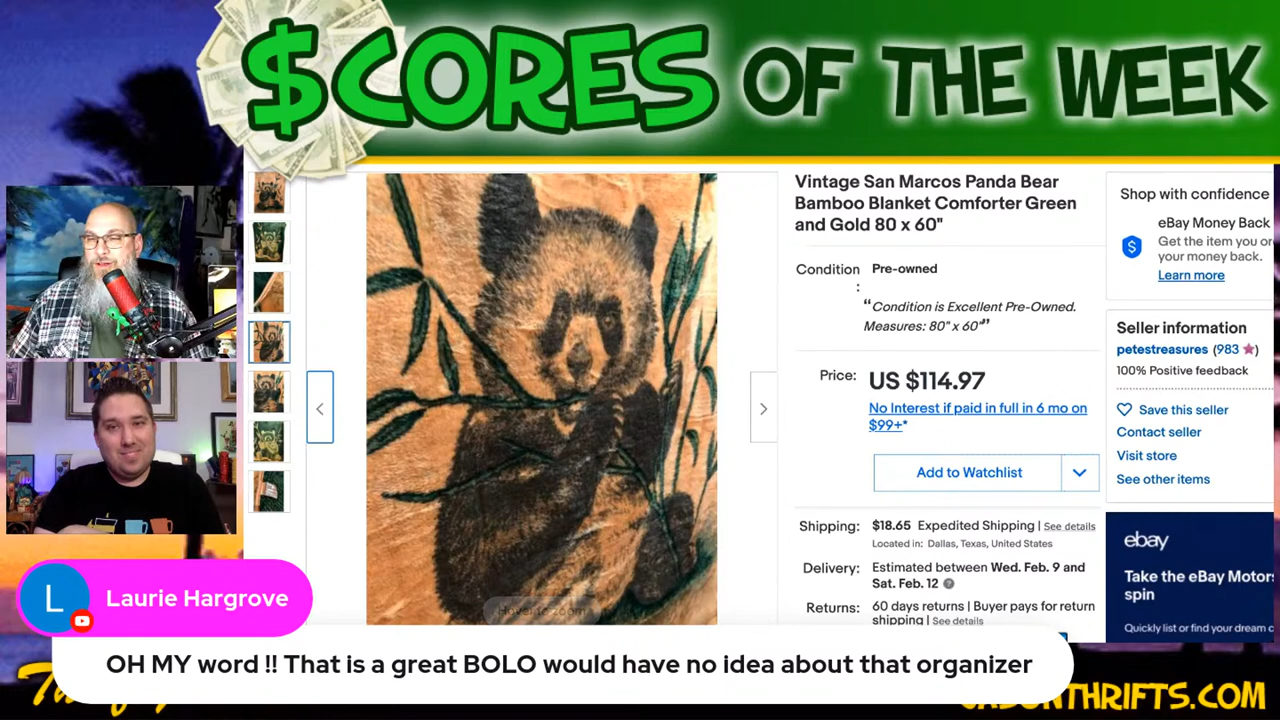 $CORES OF THE WEEK
Vintage San Marcos Panda Bear
Bamboo Blanket Comforter Green
and Gold 80 x 60"
Condition
:
Pre-owned
“Condition is Excellent Pre-Owned.
Measures: 80" x 60"”
Price:
US $114.97
No Interest if paid in full in 6 mo on
$99+*
Add to Watchlist
Shipping:
$18.65 Expedited Shipping | See details
Located in: Dallas, Texas, United States
Delivery:
Estimated between Wed. Feb. 9 and
Sat. Feb. 12
Returns:
60 days returns | Buyer pays for return
shipping | See details
Shop with confidence
eBay Money Back
Get the item you or
your money back.
Learn more
Seller information
petestreasures (983)
100% Positive feedback
Save this seller
Contact seller
Visit store
See other items
ebay
Take the eBay Motors
spin
Quickly list or find your dream c
Hover to zoom
L
Laurie Hargrove
OH MY word !! That is a great BOLO would have no idea about that organizer
THRIFTS.COM